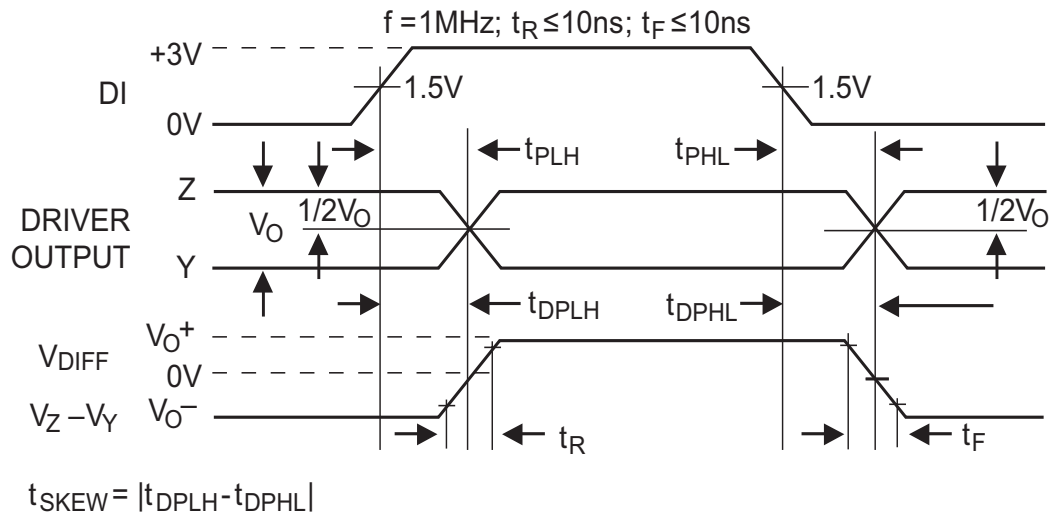 f =1MHz; tR ≤10ns; tF ≤10ns
+3V
DI
1.5V
1.5V
0V
tPLH
tPHL
Z
DRIVER
OUTPUT
VO
1/2VO
1/2VO
Y
tDPLH
tDPHL
VO+
VDIFF
0V
VZ –VY
VO–
tR
tF
tSKEW = |tDPLH-tDPHL|